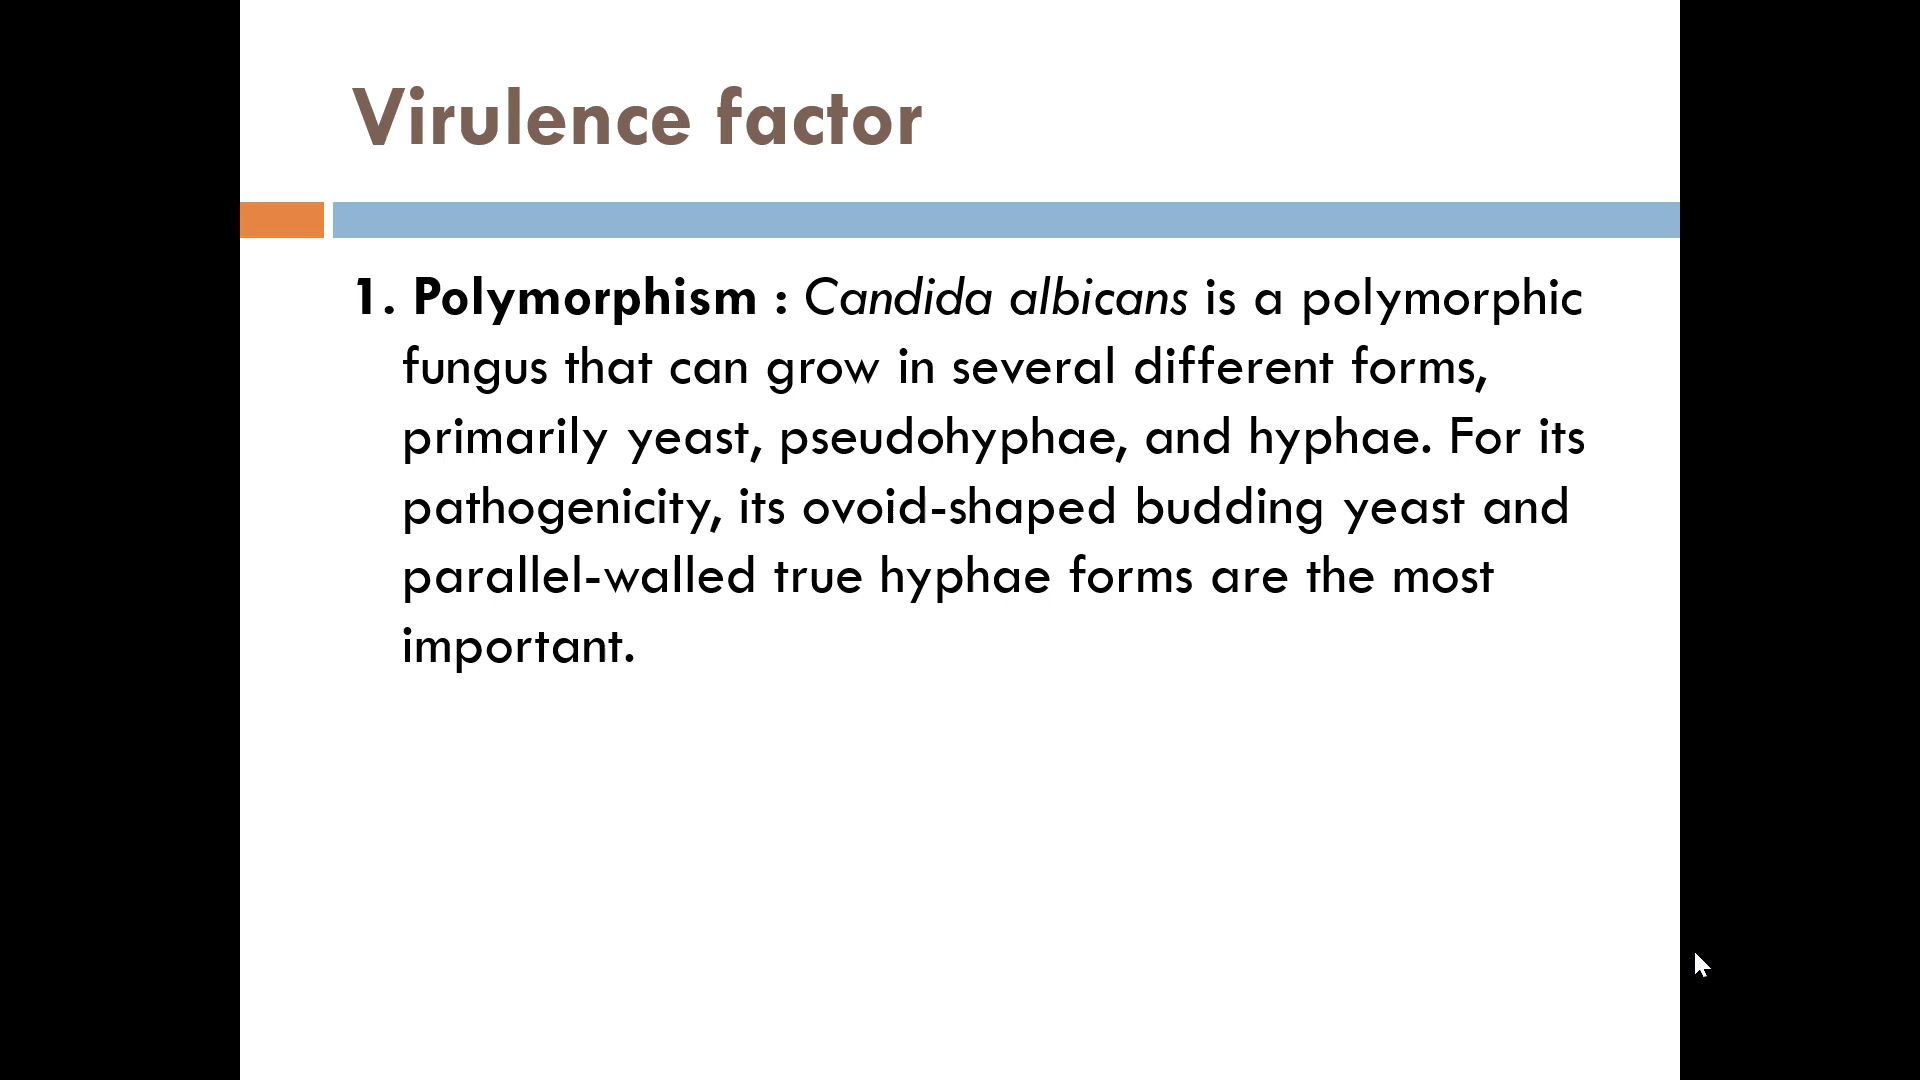 Virulence factor
1. Polymorphism : Candida albicans is a polymorphic
fungus that can grow in several different forms,
primarily yeast, pseudohyphae, and hyphae. For its
pathogenicity, its ovoid-shaped budding yeast and
parallel-walled true hyphae forms are the most
important.